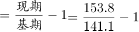 = 现期/基期 − 1 = 153.8/141.1 − 1